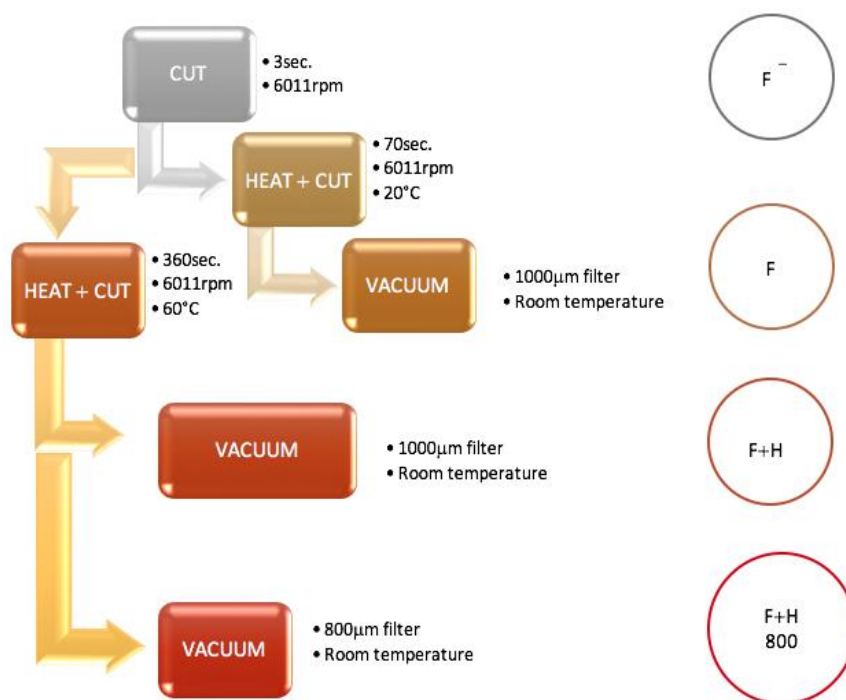 CUT
• 3sec.
• 6011rpm
F⁻
HEAT + CUT
• 70sec.
• 6011rpm
• 20°C
HEAT + CUT
• 360sec.
• 6011rpm
• 60°C
VACUUM
• 1000μm filter
• Room temperature
F
VACUUM
• 1000μm filter
• Room temperature
F+H
VACUUM
• 800μm filter
• Room temperature
F+H
800